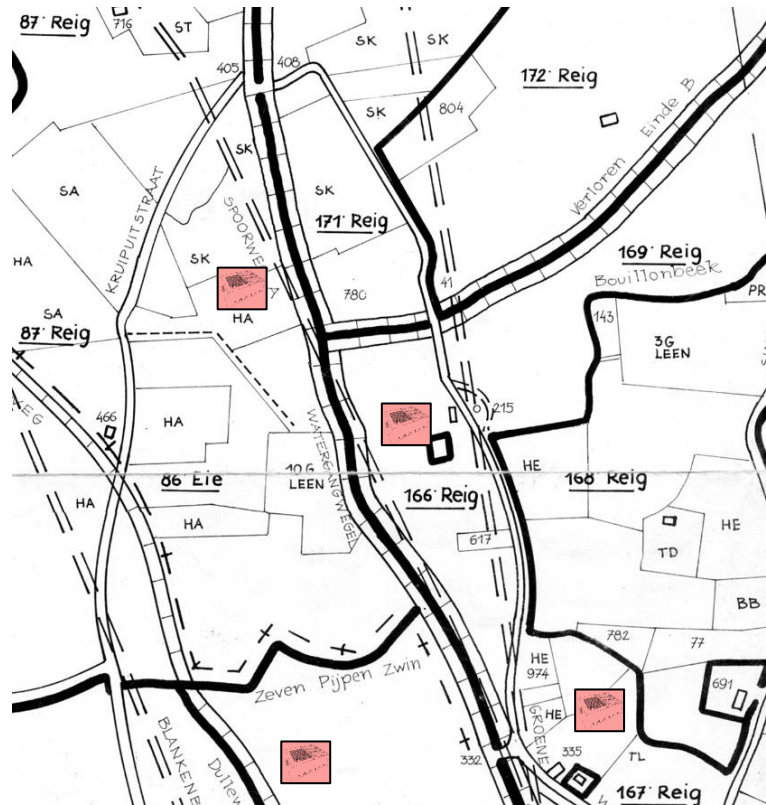 87° Reig
716
ST
SK
SK
405
408
172° Reig
SK
804
SK
Verloren Einde B
SA
KRUIPUITSTRAAT
SK
SPOORWE
171° Reig
HA
SK
169° Reig
41
Bouillonbeek
780
HA
SA
87° Reig
143
PR
3G
LEEN
466
HA
WATERGANGWEGEL
215
86° Eie
10G
LEEN
166° Reig
HE
168° Reig
HA
HA
617
TD
HE
BB
782
77
HE
974
Zeven Pijpen Zwin
691
HE
GROENE
BLANKENE
332
335
TL
167° Reig